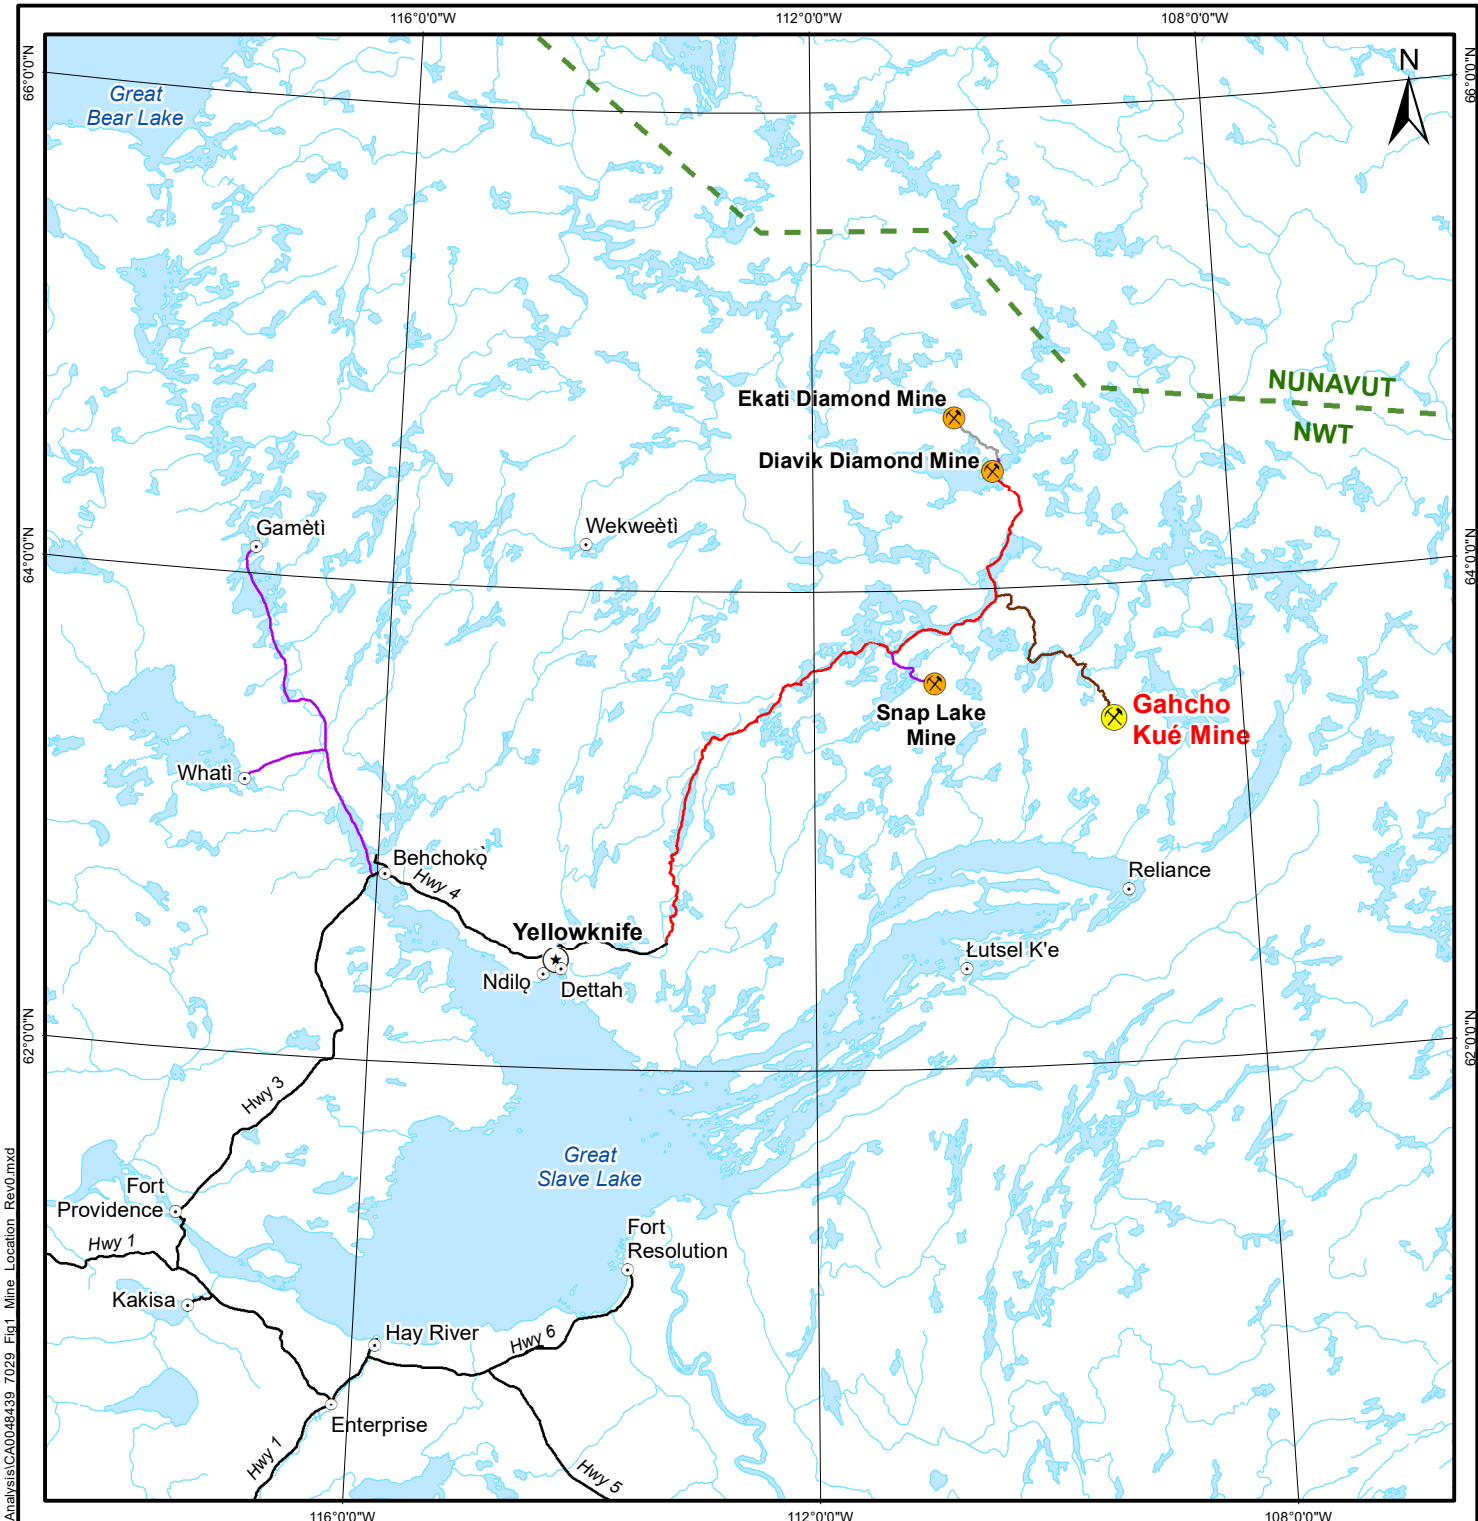 116°0'0"W
112°0'0"W
108°0'0"W
66°0'0"N
66°0'0"N
N
Great
Bear Lake
NUNAVUT
NWT
Ekati Diamond Mine
Diavik Diamond Mine
Gamètì
Wekweètì
64°0'0"N
64°0'0"N
Snap Lake
Mine
Gahcho
Kué Mine
Whatì
Behchokǫ̀
Hwy 4
Reliance
Yellowknife
Ndilǫ
Dettah
Łutsel K'e
62°0'0"N
62°0'0"N
Hwy 3
Great
Slave Lake
Fort
Providence
Hwy 1
Fort
Resolution
Kakisa
Hay River
Hwy 6
Enterprise
Hwy 1
Hwy 5
116°0'0"W
112°0'0"W
108°0'0"W
Analysis\CA0048439_7029_Fig1_Mine_Location_Rev0.mxd